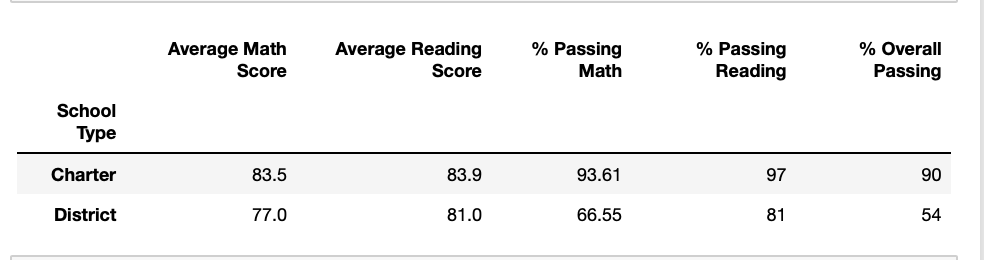 Average Math Average Reading % Passing % Passing % Overall
Score Score Math Reading Passing
School
Type
Charter 83.5 83.9 93.61 97 90
District 77.0 81.0 66.55 81 54